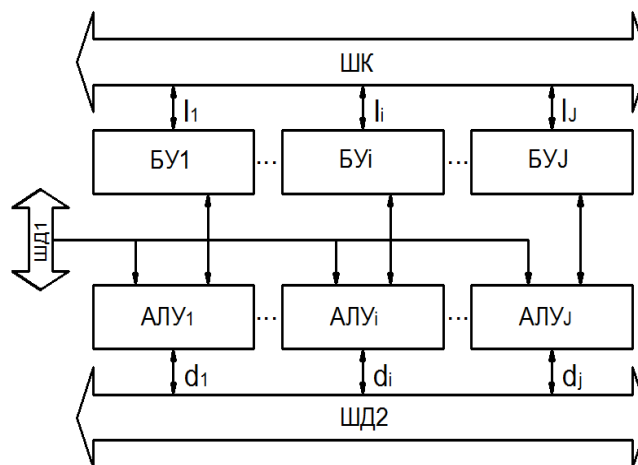 ШК
I1 Ii IJ
БУ1 ... БУi ... БУJ
ШД1
АЛУ1 ... АЛУi ... АЛУJ
d1 di dj
ШД2